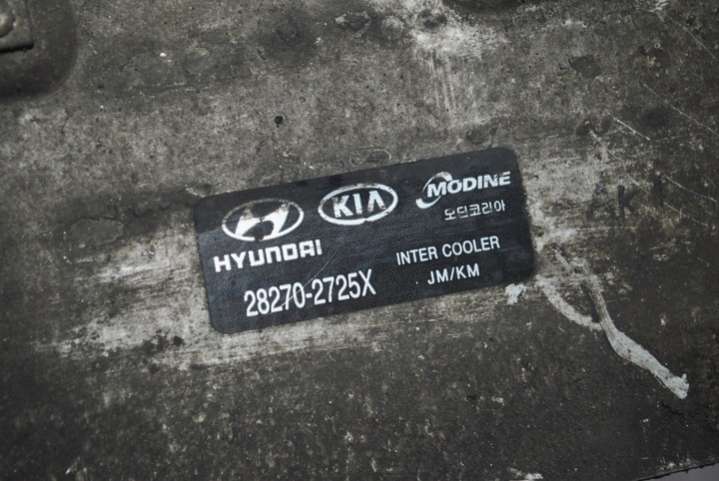 HYUNDAI
KIA
MODINE
모딘코리아
28270-2725X
INTER COOLER
JM/KM